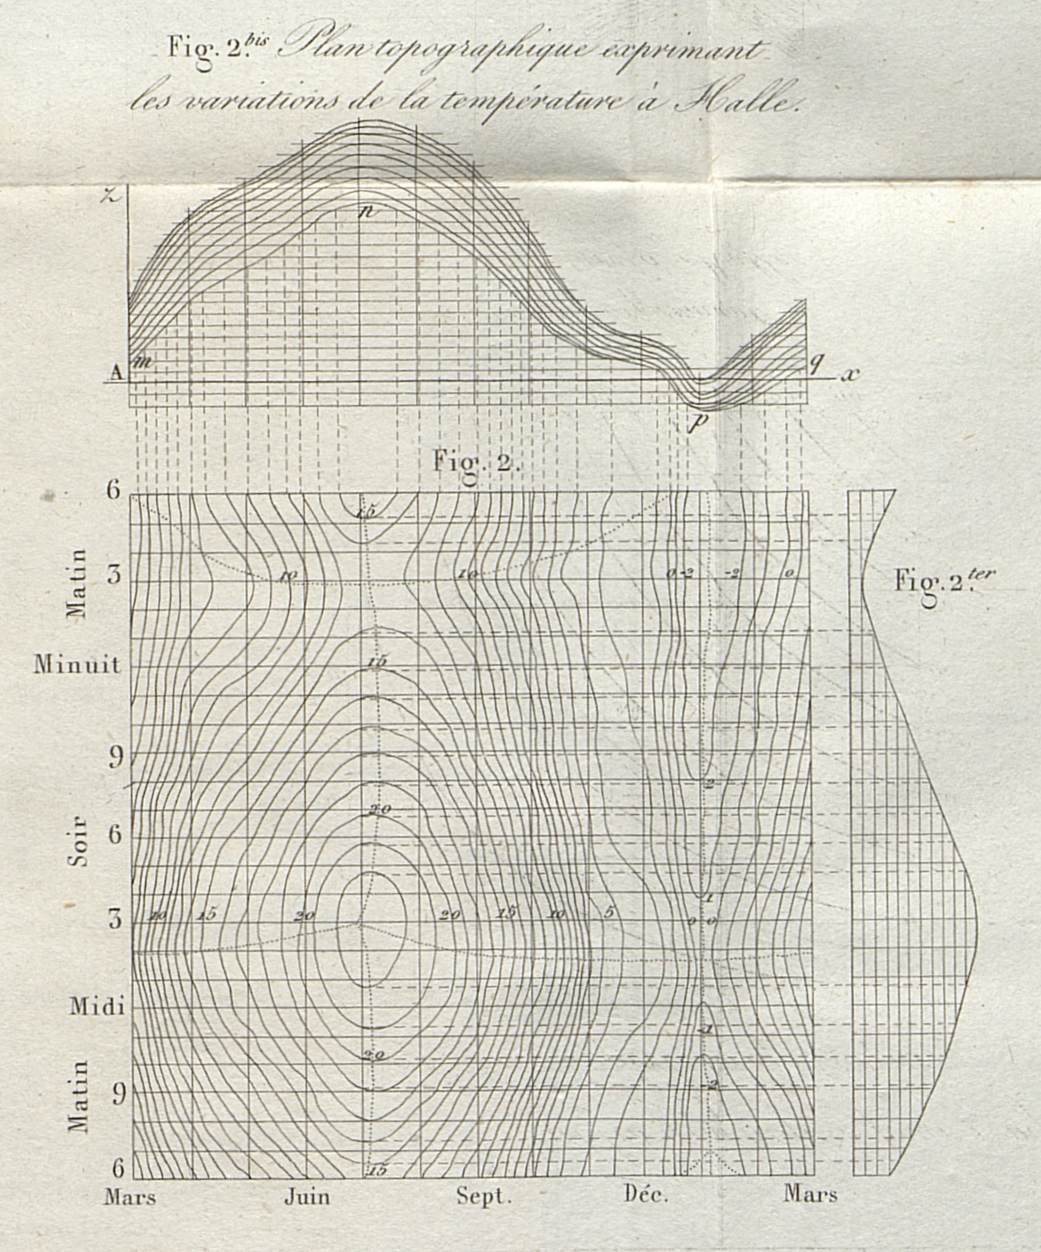 Fig. 2.bis Plan topographique exprimant
les variations de la température à Halle.
z
n
m
A
q
x
p
Fig. 2.
6
15
Matin
3
10
10
0
-2
-2
0
Fig. 2.ter
Minuit
15
9
2
Soir
6
20
1
3
10
15
20
20
15
10
5
0
0
Midi
-1
20
Matin
9
-2
6
15
Mars
Juin
Sept.
Déc.
Mars